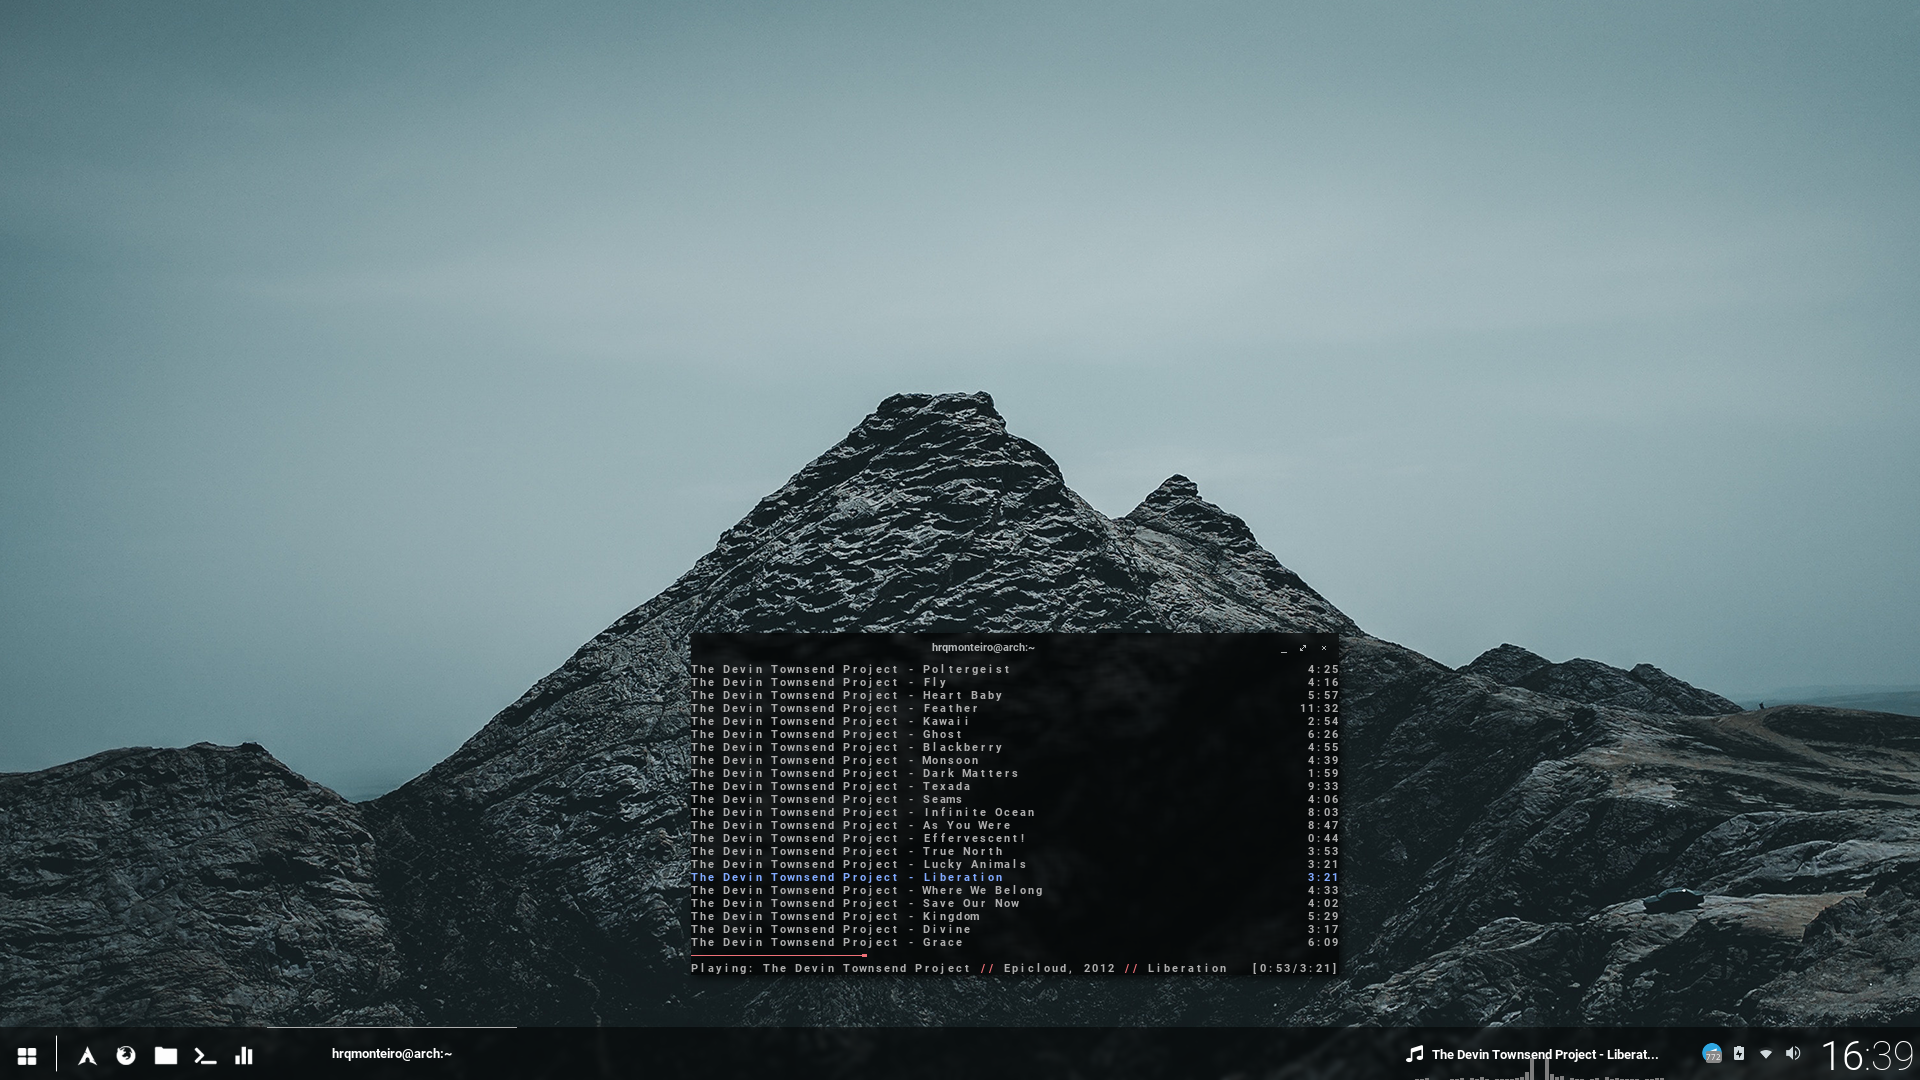 hrqmonteiro@arch:~
The Devin Townsend Project - Poltergeist 4:25
The Devin Townsend Project - Fly 4:16
The Devin Townsend Project - Heart Baby 5:57
The Devin Townsend Project - Feather 11:32
The Devin Townsend Project - Kawaii 2:54
The Devin Townsend Project - Ghost 6:26
The Devin Townsend Project - Blackberry 4:55
The Devin Townsend Project - Monsoon 4:39
The Devin Townsend Project - Dark Matters 1:59
The Devin Townsend Project - Texada 9:33
The Devin Townsend Project - Seams 4:06
The Devin Townsend Project - Infinite Ocean 8:03
The Devin Townsend Project - As You Were 8:47
The Devin Townsend Project - Effervescent! 0:44
The Devin Townsend Project - True North 3:53
The Devin Townsend Project - Lucky Animals 3:21
The Devin Townsend Project - Liberation 3:21
The Devin Townsend Project - Where We Belong 4:33
The Devin Townsend Project - Save Our Now 4:02
The Devin Townsend Project - Kingdom 5:29
The Devin Townsend Project - Divine 3:17
The Devin Townsend Project - Grace 6:09
Playing: The Devin Townsend Project // Epicloud, 2012 // Liberation [0:53/3:21]
hrqmonteiro@arch:~
The Devin Townsend Project - Liberat...
772
16:39